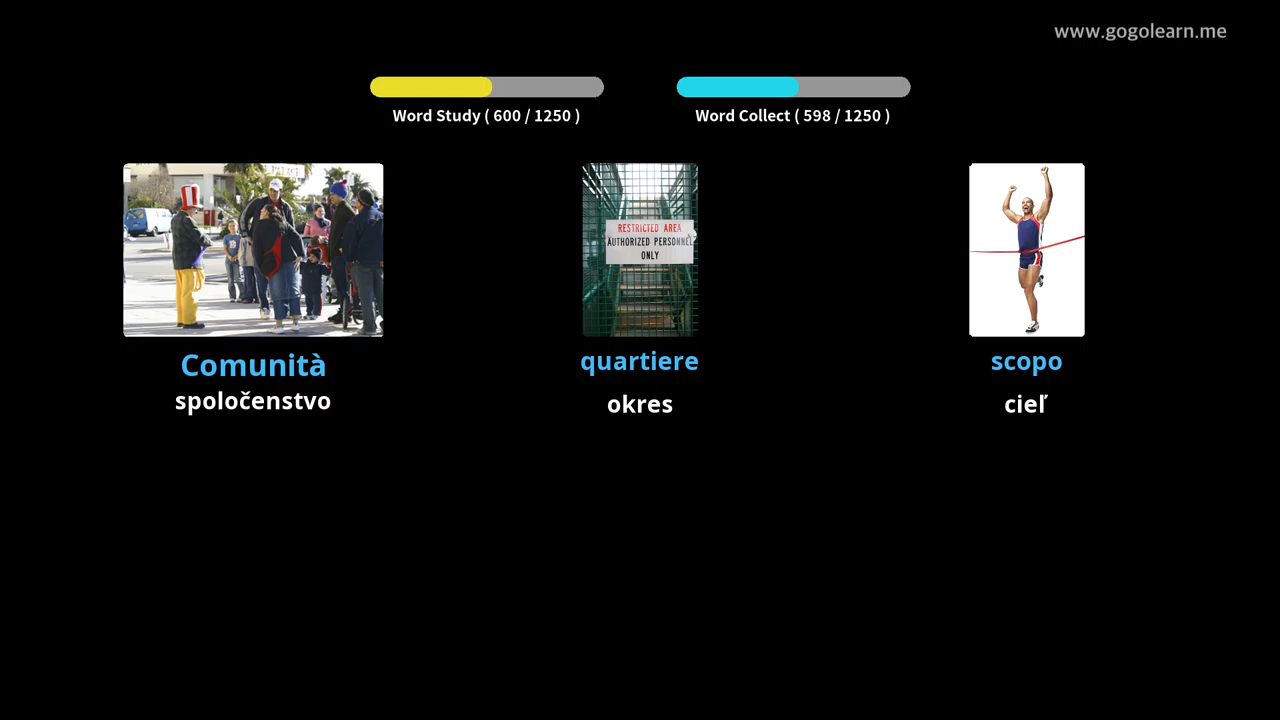 www.gogolearn.me
Word Study ( 600 / 1250 )
Word Collect ( 598 / 1250 )
RESTRICTED AREA
AUTHORIZED PERSONNEL
ONLY
Comunità
spoločenstvo
quartiere
okres
scopo
cieľ